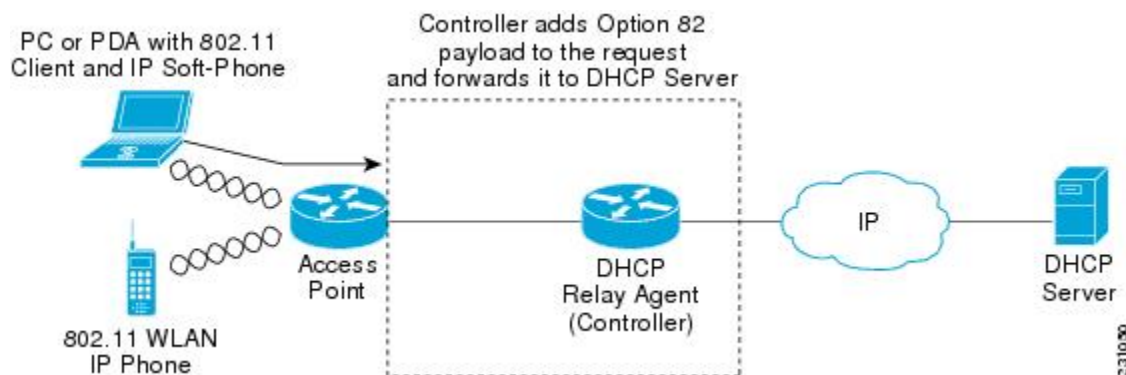 PC or PDA with 802.11
Client and IP Soft-Phone
Controller adds Option 82
payload to the request
and forwards it to DHCP Server
Access
Point
802.11 WLAN
IP Phone
DHCP
Relay Agent
(Controller)
IP
DHCP
Server
231050